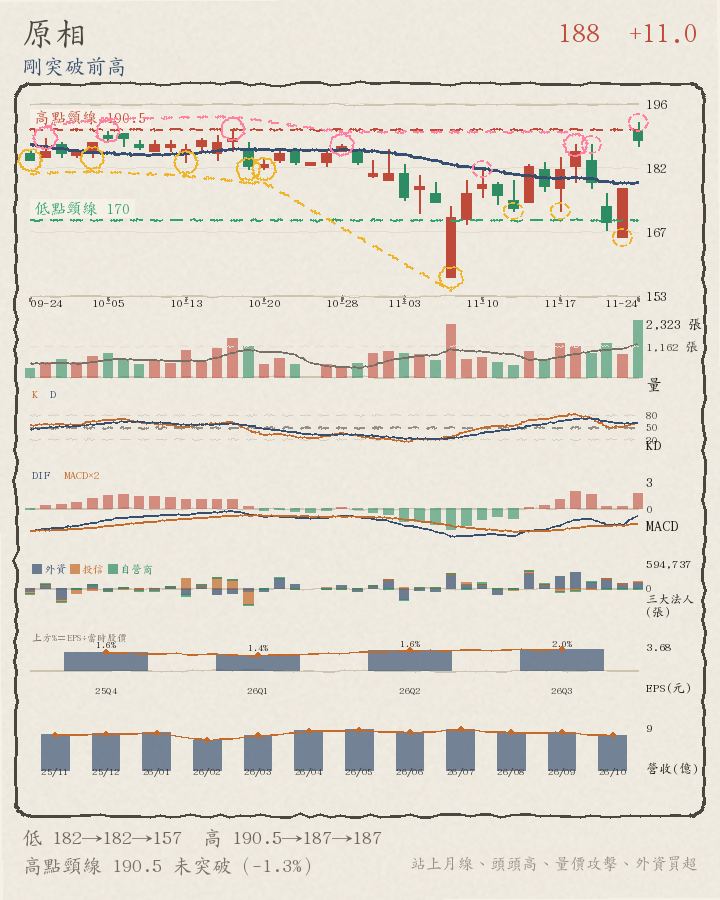 原相
188 +11.0
剛突破前高
高點頸線 190.5
196
182
低點頸線 170
167
153
09-24 10-05 10-13 10-20 10-28 11-03 11-10 11-17 11-24
2,323 張
1,162 張
量
K D
80
50
20
KD
DIF MACD×2
3
0
MACD
外資 投信 自營商
594,737
0
三大法人
(張)
上方%=EPS÷當時股價
1.6% 1.4% 1.6% 2.0%
3.68
25Q4 26Q1 26Q2 26Q3
EPS(元)
9
25/11 25/12 26/01 26/02 26/03 26/04 26/05 26/06 26/07 26/08 26/09 26/10
營收(億)
低 182→182→157 高 190.5→187→187
高點頸線 190.5 未突破 (-1.3%)
站上月線、頭頭高、量價攻擊、外資買超